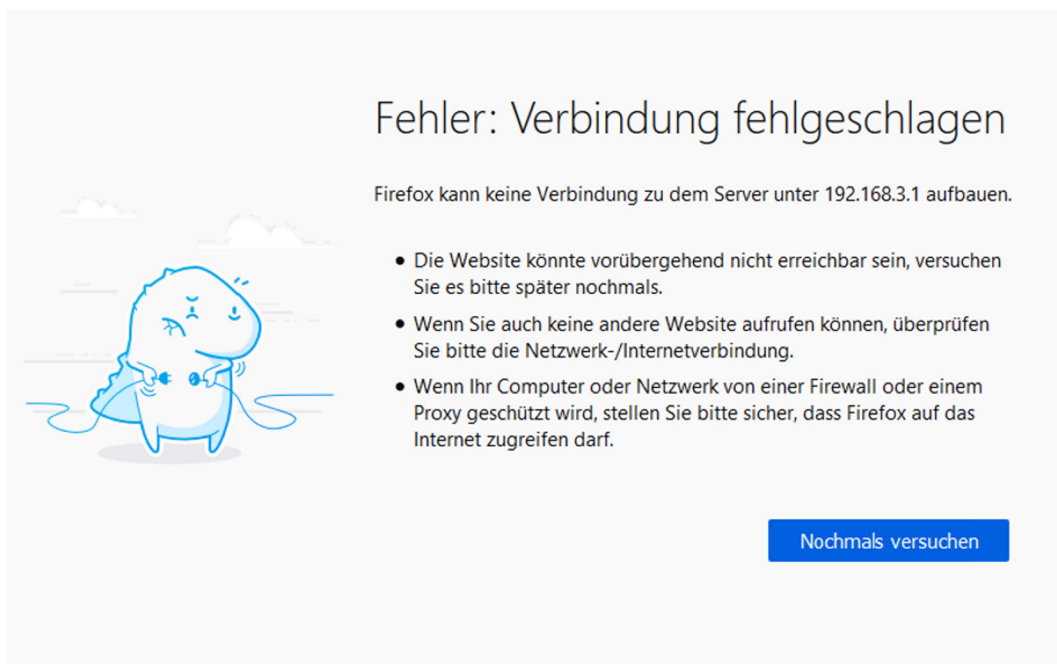 Fehler: Verbindung fehlgeschlagen
Firefox kann keine Verbindung zu dem Server unter 192.168.3.1 aufbauen.
• Die Website könnte vorübergehend nicht erreichbar sein, versuchen
Sie es bitte später nochmals.
• Wenn Sie auch keine andere Website aufrufen können, überprüfen
Sie bitte die Netzwerk-/Internetverbindung.
• Wenn Ihr Computer oder Netzwerk von einer Firewall oder einem
Proxy geschützt wird, stellen Sie bitte sicher, dass Firefox auf das
Internet zugreifen darf.
Nochmals versuchen